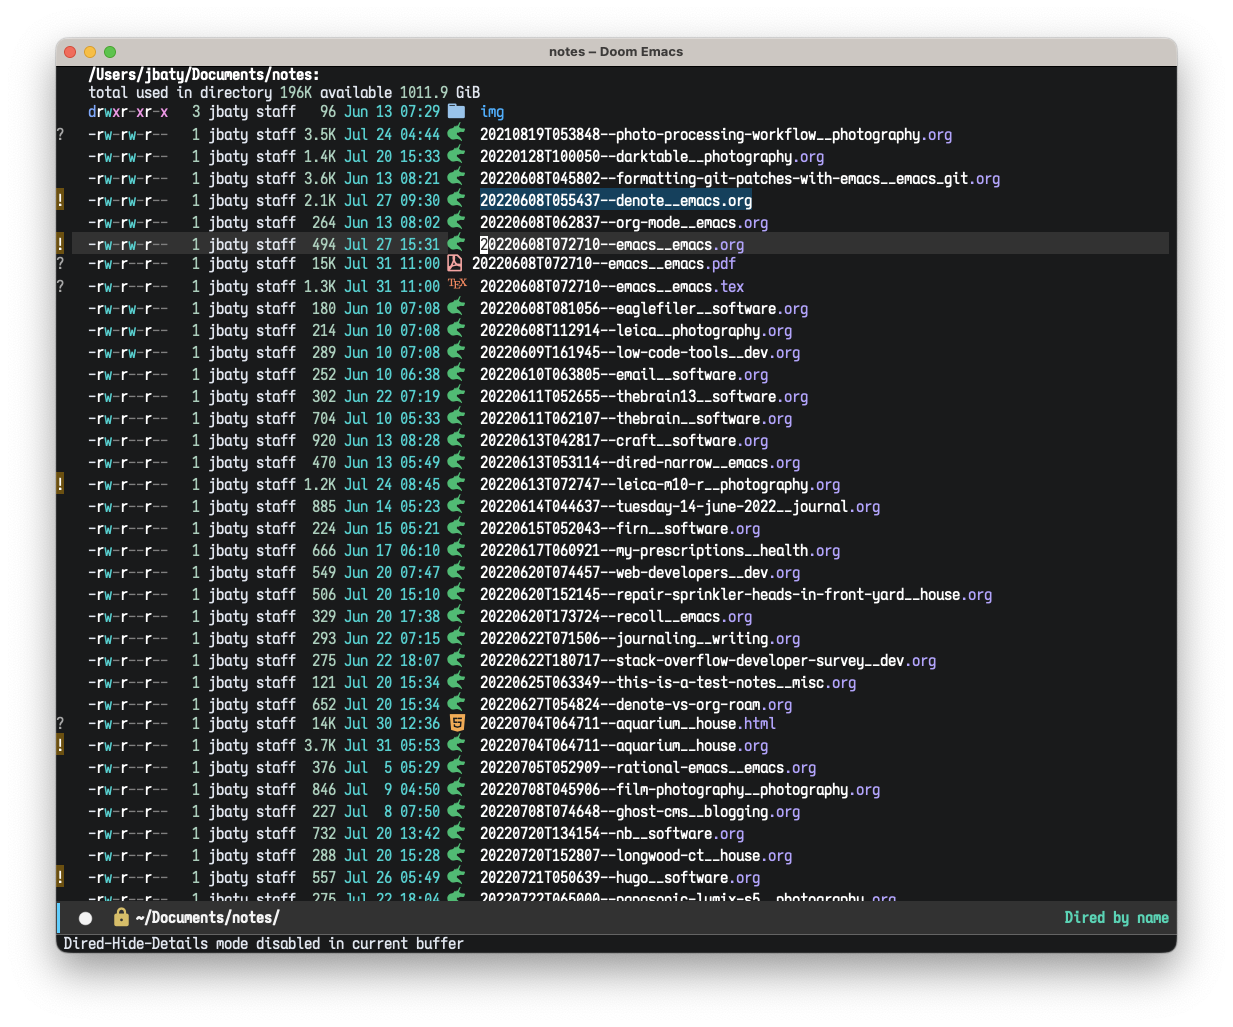 notes – Doom Emacs
/Users/jbaty/Documents/notes:
total used in directory 196K available 1011.9 GiB
drwxr-xr-x 3 jbaty staff 96 Jun 13 07:29 img
? -rw-rw-r-- 1 jbaty staff 3.5K Jul 24 04:44 20210819T053848--photo-processing-workflow__photography.org
-rw-rw-r-- 1 jbaty staff 1.4K Jul 20 15:33 20220128T100050--darktable__photography.org
-rw-rw-r-- 1 jbaty staff 3.6K Jun 13 08:21 20220608T045802--formatting-git-patches-with-emacs__emacs_git.org
! -rw-rw-r-- 1 jbaty staff 2.1K Jul 27 09:30 20220608T055437--denote__emacs.org
-rw-rw-r-- 1 jbaty staff 264 Jun 13 08:02 20220608T062837--org-mode__emacs.org
! -rw-rw-r-- 1 jbaty staff 494 Jul 27 15:31 20220608T072710--emacs__emacs.org
? -rw-r--r-- 1 jbaty staff 15K Jul 31 11:00 20220608T072710--emacs__emacs.pdf
? -rw-r--r-- 1 jbaty staff 1.3K Jul 31 11:00 TEX 20220608T072710--emacs__emacs.tex
-rw-rw-r-- 1 jbaty staff 180 Jun 10 07:08 20220608T081056--eaglefiler__software.org
-rw-rw-r-- 1 jbaty staff 214 Jun 10 07:08 20220608T112914--leica__photography.org
-rw-rw-r-- 1 jbaty staff 289 Jun 10 07:08 20220609T161945--low-code-tools__dev.org
-rw-r--r-- 1 jbaty staff 252 Jun 10 06:38 20220610T063805--email__software.org
-rw-r--r-- 1 jbaty staff 302 Jun 22 07:19 20220611T052655--thebrain13__software.org
-rw-r--r-- 1 jbaty staff 704 Jul 10 05:33 20220611T062107--thebrain__software.org
-rw-r--r-- 1 jbaty staff 920 Jun 13 08:28 20220613T042817--craft__software.org
-rw-r--r-- 1 jbaty staff 470 Jun 13 05:49 20220613T053114--dired-narrow__emacs.org
! -rw-r--r-- 1 jbaty staff 1.2K Jul 24 08:45 20220613T072747--leica-m10-r__photography.org
-rw-r--r-- 1 jbaty staff 885 Jun 14 05:23 20220614T044637--tuesday-14-june-2022__journal.org
-rw-r--r-- 1 jbaty staff 224 Jun 15 05:21 20220615T052043--firn__software.org
-rw-r--r-- 1 jbaty staff 666 Jun 17 06:10 20220617T060921--my-prescriptions__health.org
-rw-r--r-- 1 jbaty staff 549 Jun 20 07:47 20220620T074457--web-developers__dev.org
-rw-r--r-- 1 jbaty staff 506 Jul 20 15:10 20220620T152145--repair-sprinkler-heads-in-front-yard__house.org
-rw-r--r-- 1 jbaty staff 329 Jun 20 17:38 20220620T173724--recoll__emacs.org
-rw-r--r-- 1 jbaty staff 293 Jun 22 07:15 20220622T071506--journaling__writing.org
-rw-r--r-- 1 jbaty staff 275 Jun 22 18:07 20220622T180717--stack-overflow-developer-survey__dev.org
-rw-r--r-- 1 jbaty staff 121 Jul 20 15:34 20220625T063349--this-is-a-test-notes__misc.org
-rw-r--r-- 1 jbaty staff 652 Jul 20 15:34 20220627T054824--denote-vs-org-roam.org
? -rw-r--r-- 1 jbaty staff 14K Jul 30 12:36 5 20220704T064711--aquarium__house.html
! -rw-r--r-- 1 jbaty staff 3.7K Jul 31 05:53 20220704T064711--aquarium__house.org
-rw-r--r-- 1 jbaty staff 376 Jul 5 05:29 20220705T052909--rational-emacs__emacs.org
-rw-r--r-- 1 jbaty staff 846 Jul 9 04:50 20220708T045906--film-photography__photography.org
-rw-r--r-- 1 jbaty staff 227 Jul 8 07:50 20220708T074648--ghost-cms__blogging.org
-rw-r--r-- 1 jbaty staff 732 Jul 20 13:42 20220720T134154--nb__software.org
-rw-r--r-- 1 jbaty staff 288 Jul 20 15:28 20220720T152807--longwood-ct__house.org
! -rw-r--r-- 1 jbaty staff 557 Jul 26 05:49 20220721T050639--hugo__software.org
-rw-r--r-- 1 jbaty staff 275 Jul 22 18:04 20220722T065000--panasonic-lumix-s5__photography.org
~/Documents/notes/ Dired by name
Dired-Hide-Details mode disabled in current buffer